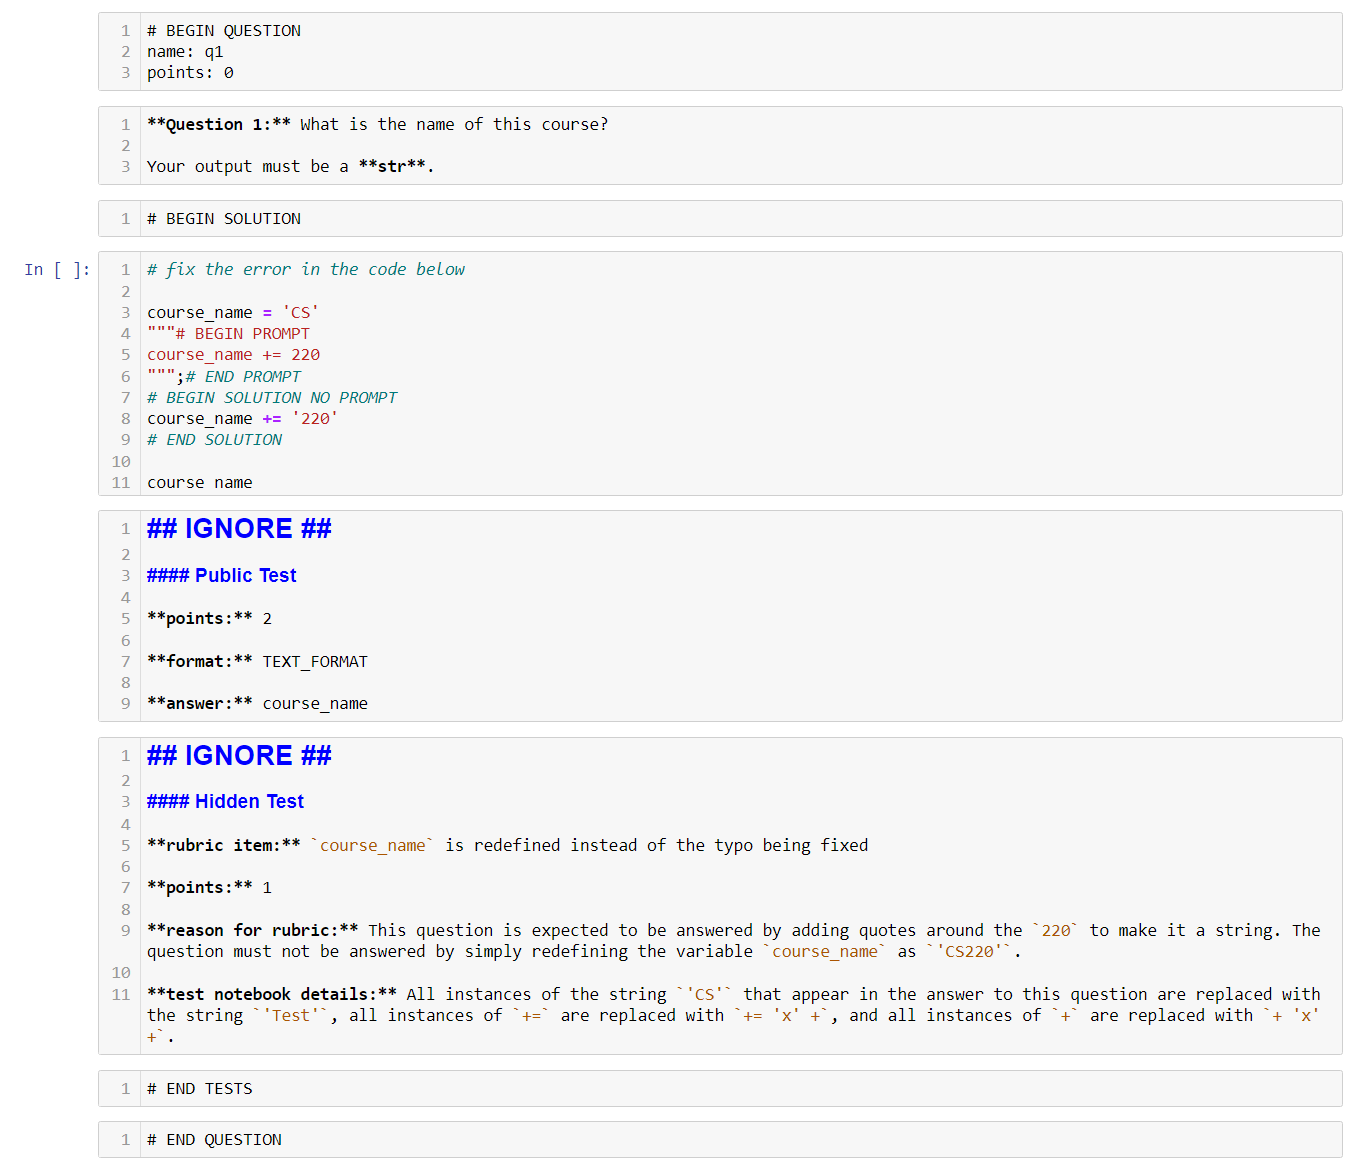 1 # BEGIN QUESTION
2 name: q1
3 points: 0
1 **Question 1:** What is the name of this course?
2
3 Your output must be a **str**.
1 # BEGIN SOLUTION
In [ ]:
1 # fix the error in the code below
2
3 course_name = 'CS'
4 """# BEGIN PROMPT
5 course_name += 220
6 """;# END PROMPT
7 # BEGIN SOLUTION NO PROMPT
8 course_name += '220'
9 # END SOLUTION
10
11 course name
1 ## IGNORE ##
2
3 #### Public Test
4
5 **points:** 2
6
7 **format:** TEXT_FORMAT
8
9 **answer:** course_name
1 ## IGNORE ##
2
3 #### Hidden Test
4
5 **rubric item:** `course_name` is redefined instead of the typo being fixed
6
7 **points:** 1
8
9 **reason for rubric:** This question is expected to be answered by adding quotes around the `220` to make it a string. The
question must not be answered by simply redefining the variable `course_name` as `'CS220'`.
10
11 **test notebook details:** All instances of the string `'CS'` that appear in the answer to this question are replaced with
the string `'Test'`, all instances of `+=` are replaced with `+= 'x' +`, and all instances of `+` are replaced with `+ 'x'
+`.
1 # END TESTS
1 # END QUESTION